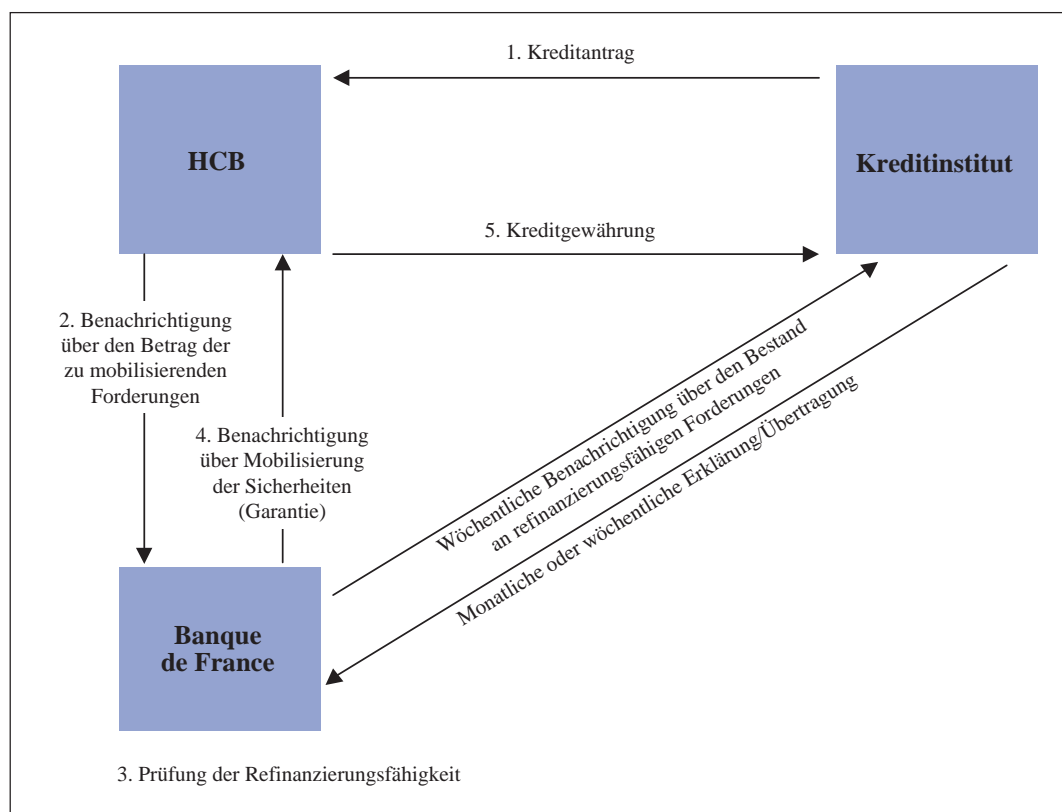 1. Kreditantrag
HCB
Kreditinstitut
5. Kreditgewährung
2. Benachrichtigung
über den Betrag der
zu mobilisierenden
Forderungen
4. Benachrichtigung
über Mobilisierung
der Sicherheiten
(Garantie)
Wöchentliche Benachrichtigung über den Bestand
an refinanzierungsfähigen Forderungen
Monatliche oder wöchentliche Erklärung/Übertragung
Banque
de France
3. Prüfung der Refinanzierungsfähigkeit